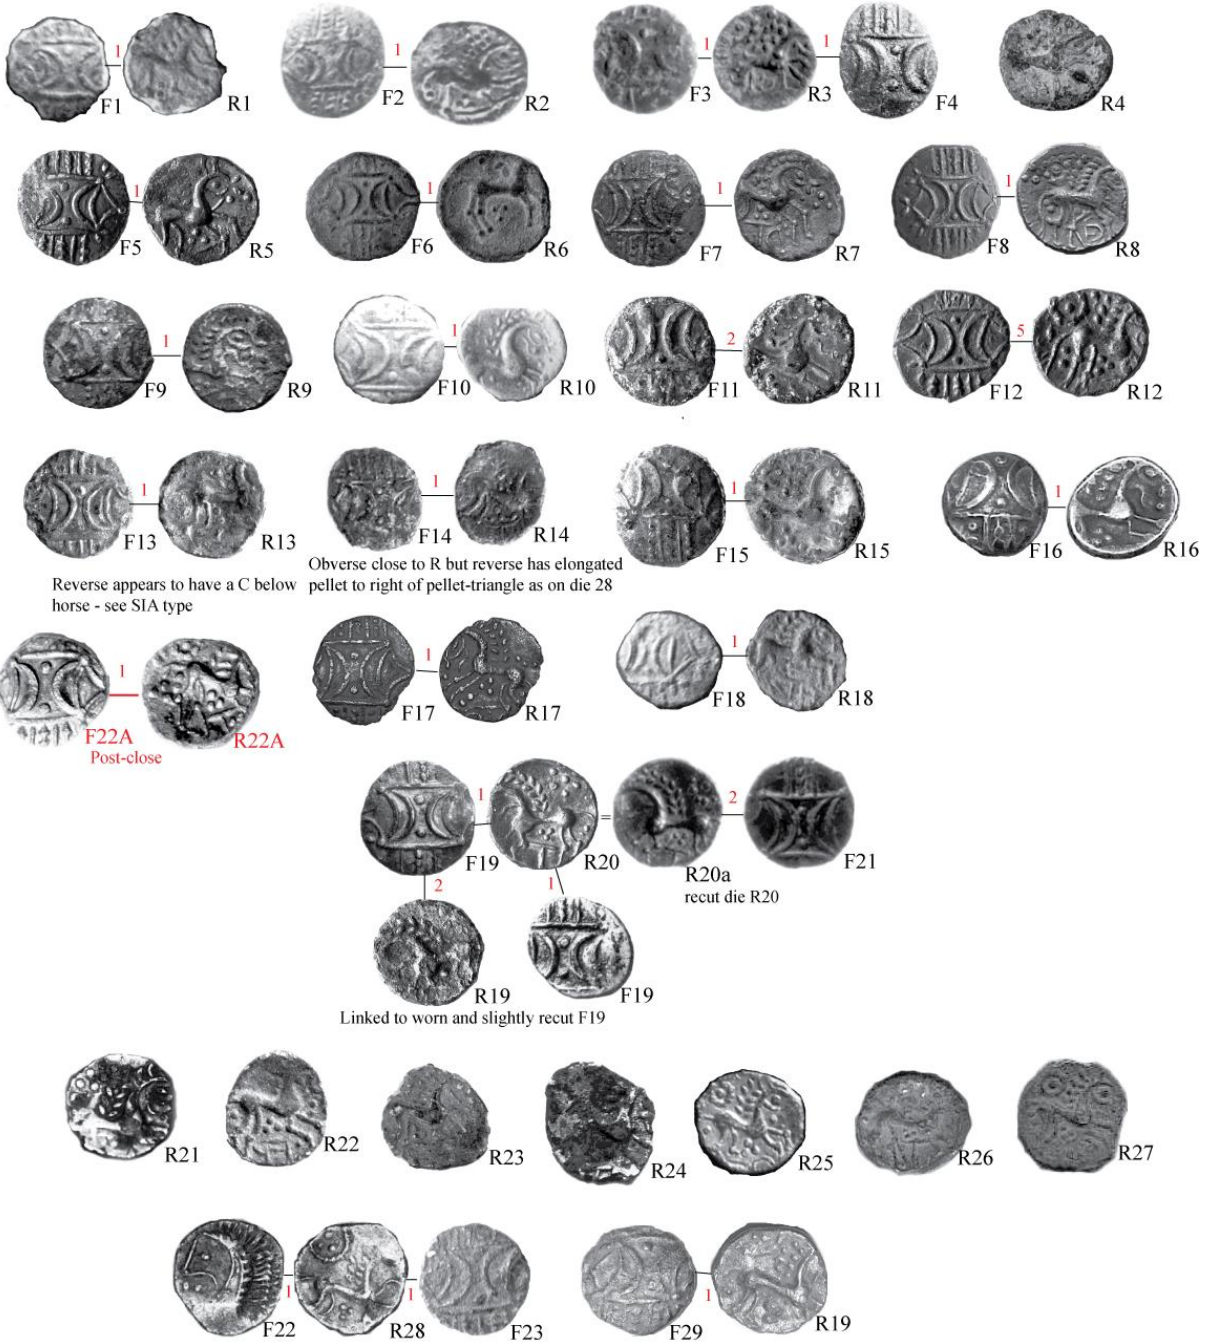 1 1 1 1
F1 R1 F2 R2 F3 R3 F4 R4
1 1 1 1
F5 R5 F6 R6 F7 R7 F8 R8
1 1 2 5
F9 R9 F10 R10 F11 R11 F12 R12
1 1 1 1
F13 R13 F14 R14 F15 R15 F16 R16
Reverse appears to have a C below
horse - see SIA type
Obverse close to R but reverse has elongated
pellet to right of pellet-triangle as on die 28
1 1 1
F22A R22A F17 R17 F18 R18
Post-close
1 = 2
F19 R20 R20a F21
recut die R20
2 1
R19 F19
Linked to worn and slightly recut F19
R21 R22 R23 R24 R25 R26 R27
1 1 1
F22 R28 F23 F29 R19